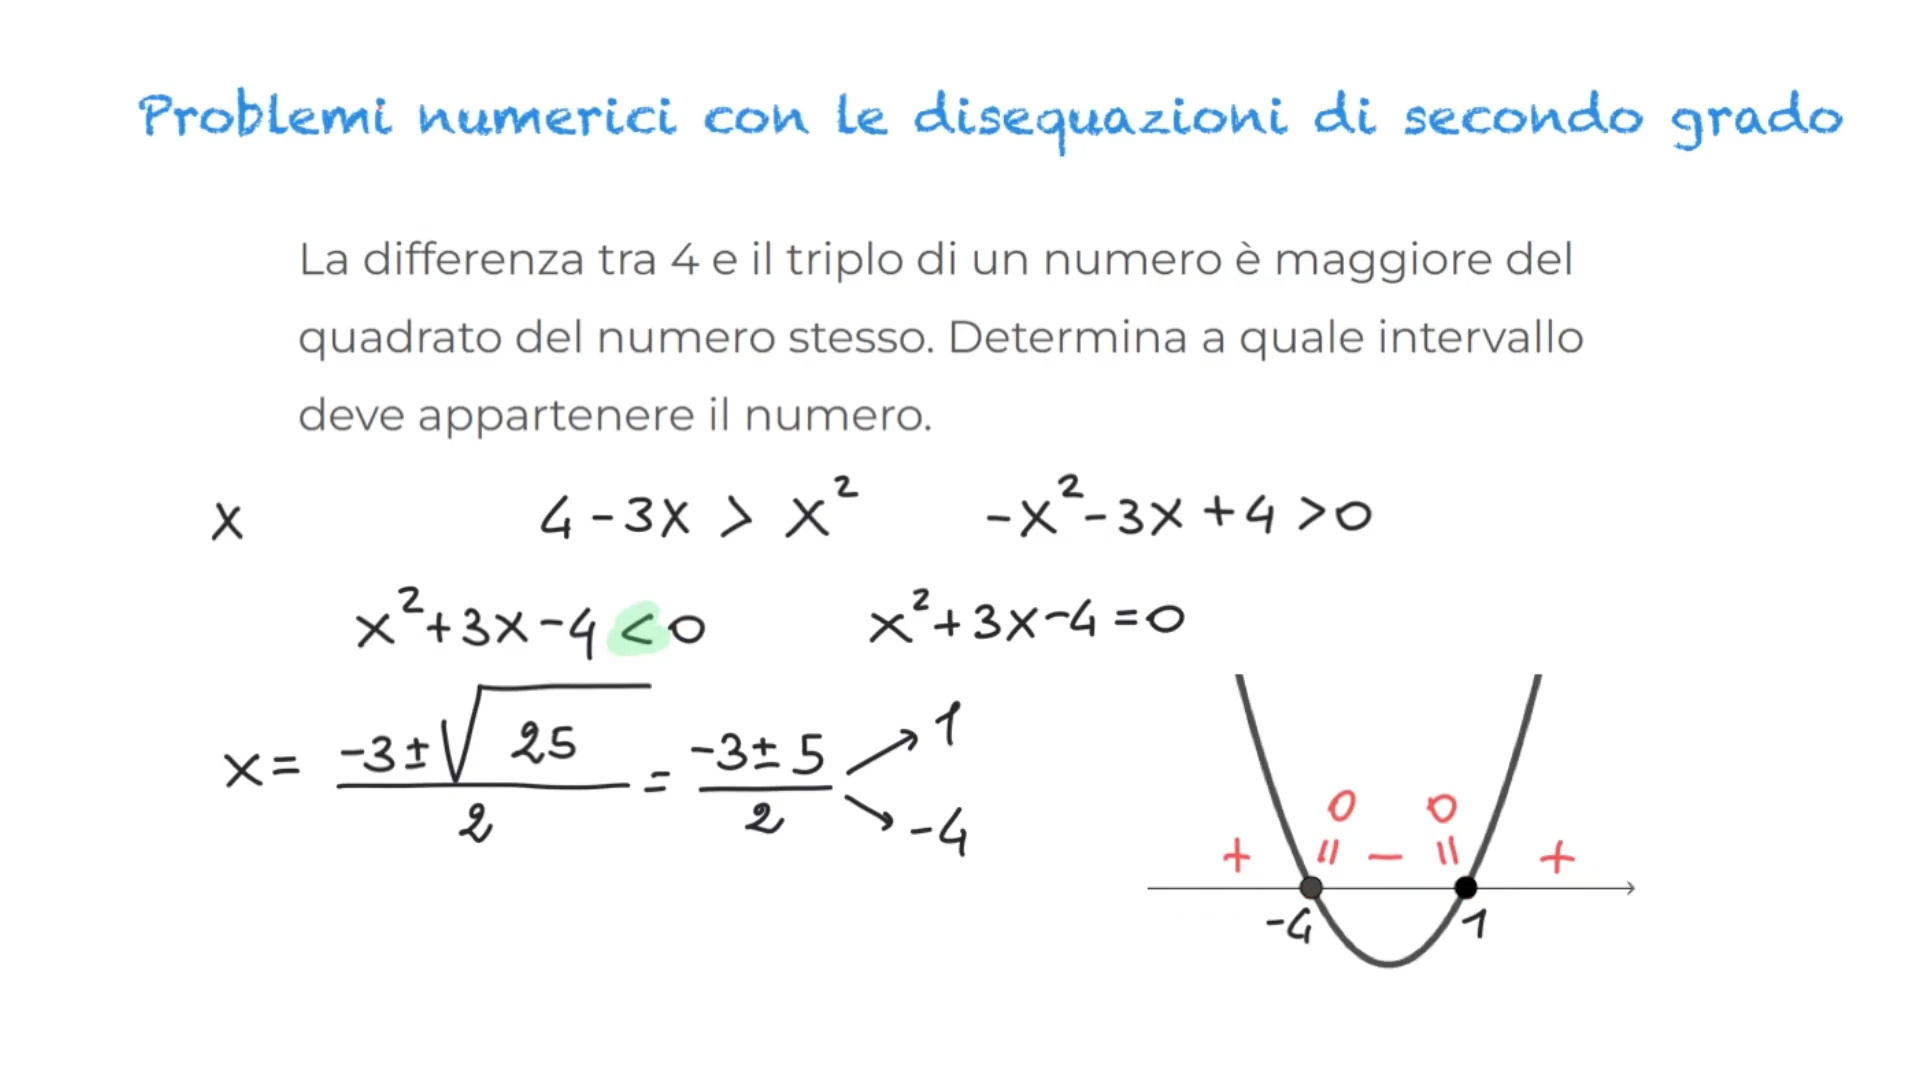 Problemi numerici con le disequazioni di secondo grado
La differenza tra 4 e il triplo di un numero è maggiore del
quadrato del numero stesso. Determina a quale intervallo
deve appartenere il numero.
x 4-3x > x² -x²-3x+4>0
x²+3x-4<0 x²+3x-4=0
x= (-3±√25)/2 = (-3±5)/2 ↗ 1 ↘ -4
0 0
+ = − = +
-4 1